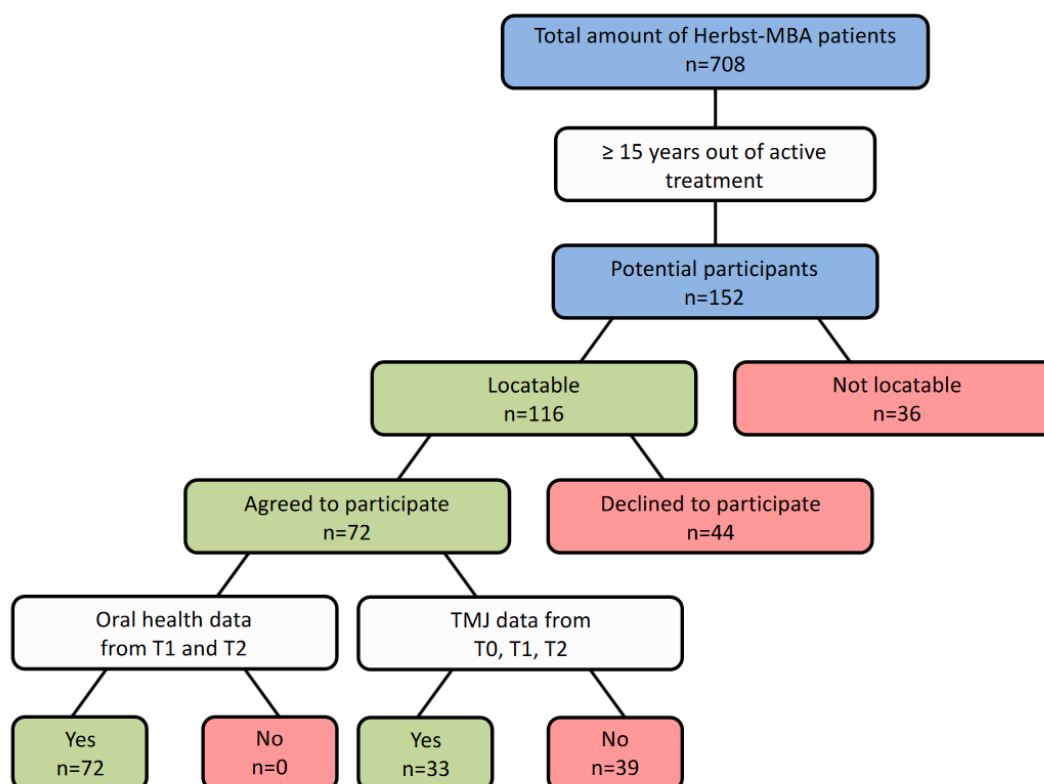 Total amount of Herbst-MBA patients
n=708
≥ 15 years out of active
treatment
Potential participants
n=152
Locatable
n=116
Not locatable
n=36
Agreed to participate
n=72
Declined to participate
n=44
Oral health data
from T1 and T2
TMJ data from
T0, T1, T2
Yes
n=72
No
n=0
Yes
n=33
No
n=39